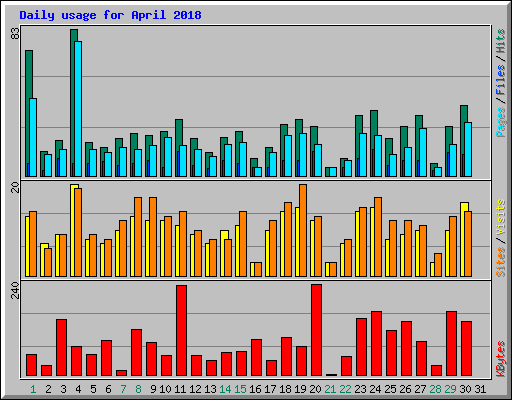 Daily usage for April 2018
83
Pages / Files / Hits
20
Sites / Visits
240
KBytes
1 2 3 4 5 6 7 8 9 10 11 12 13 14 15 16 17 18 19 20 21 22 23 24 25 26 27 28 29 30 31